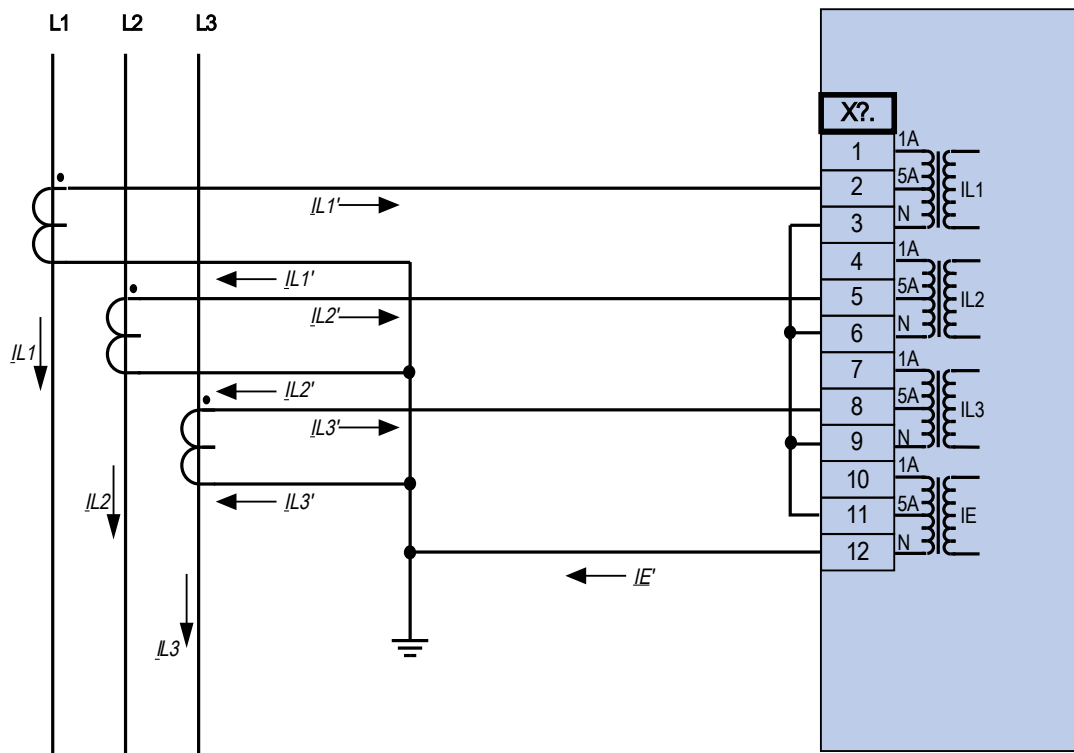 L1 L2 L3
X?.
1 1A
2 5A IL1
3 N
4 1A
5 5A IL2
6 N
7 1A
8 5A IL3
9 N
10 1A
11 5A IE
12 N
IL1'
IL1'
IL2'
IL1
IL2'
IL3'
IL2
IL3'
IE'
IL3